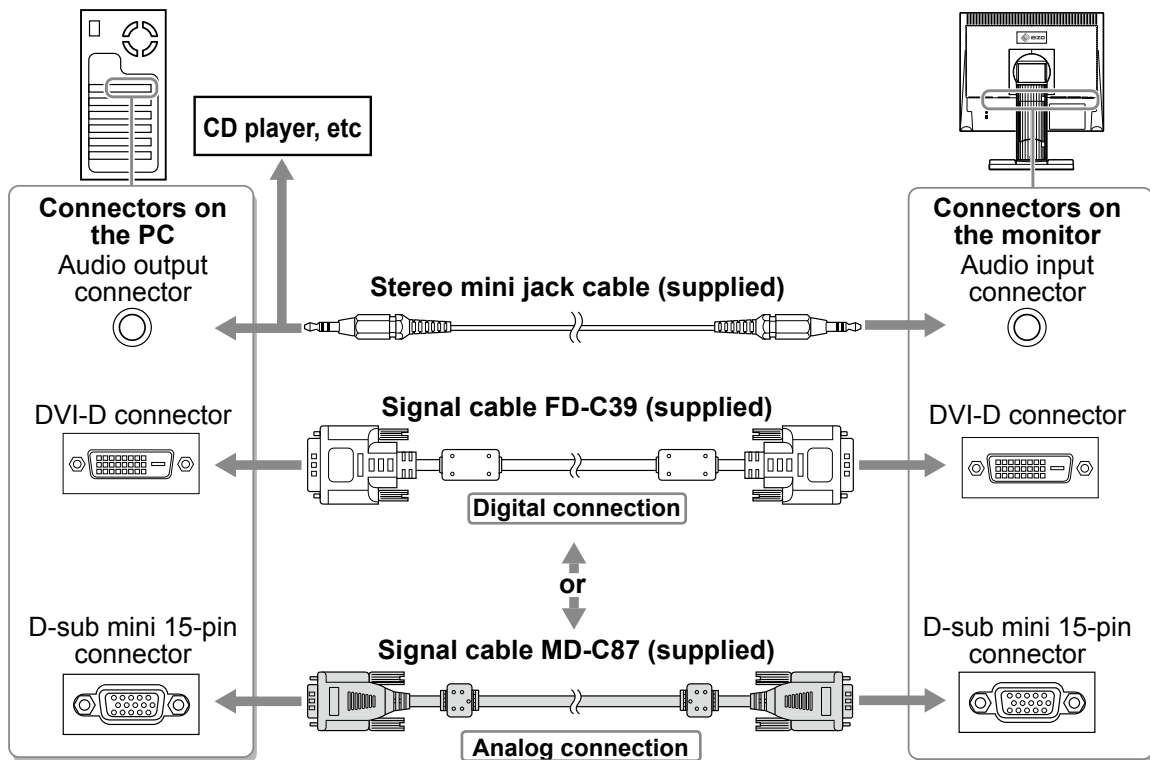 EIZO
CD player, etc
Connectors on
the PC
Audio output
connector
Stereo mini jack cable (supplied)
Connectors on
the monitor
Audio input
connector
DVI-D connector
Signal cable FD-C39 (supplied)
DVI-D connector
Digital connection
or
D-sub mini 15-pin
connector
Signal cable MD-C87 (supplied)
D-sub mini 15-pin
connector
Analog connection